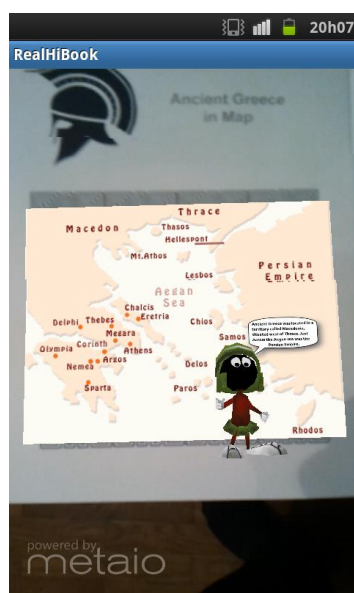 20h07
RealHiBook
Ancient Greece
in Map
Thrace
Macedon
Thasos
Hellespont
Mt.Athos
Persian
Empire
Lesbos
Aegan
Sea
Chalcis
Eretria
Delphi
Thebes
Chios
Megara
Samos
Olympia
Corinth
Athens
Argos
Nemea
Delos
Sparta
Paros
Rhodos
powered by
metaio